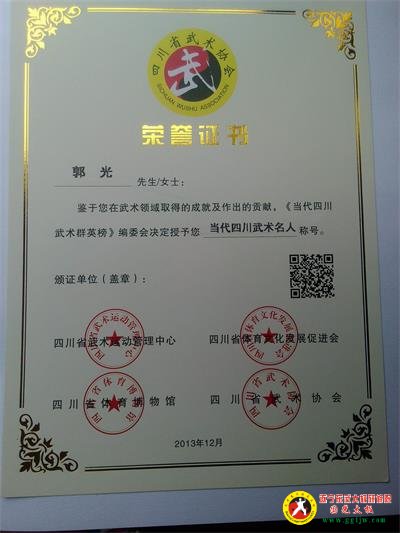 四川省武术协会
SICHUAN WUSHU ASSOCIATION
荣誉证书
郭 光 先生/女士:
鉴于您在武术领域取得的成就及作出的贡献,《当代四川
武术群英榜》编委会决定授予您 当代四川武术名人 称号。
颁证单位(盖章):
四川省武术运动管理中心 四川省体育文化发展促进会
四川省体育博物馆 四川省武术协会
2013年12月
www.ggtjw.com